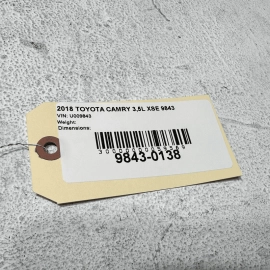 2018 TOYOTA CAMRY 3,5L XSE 9843
VIN: U009843
Weight:
Dimensions:
9843-0138